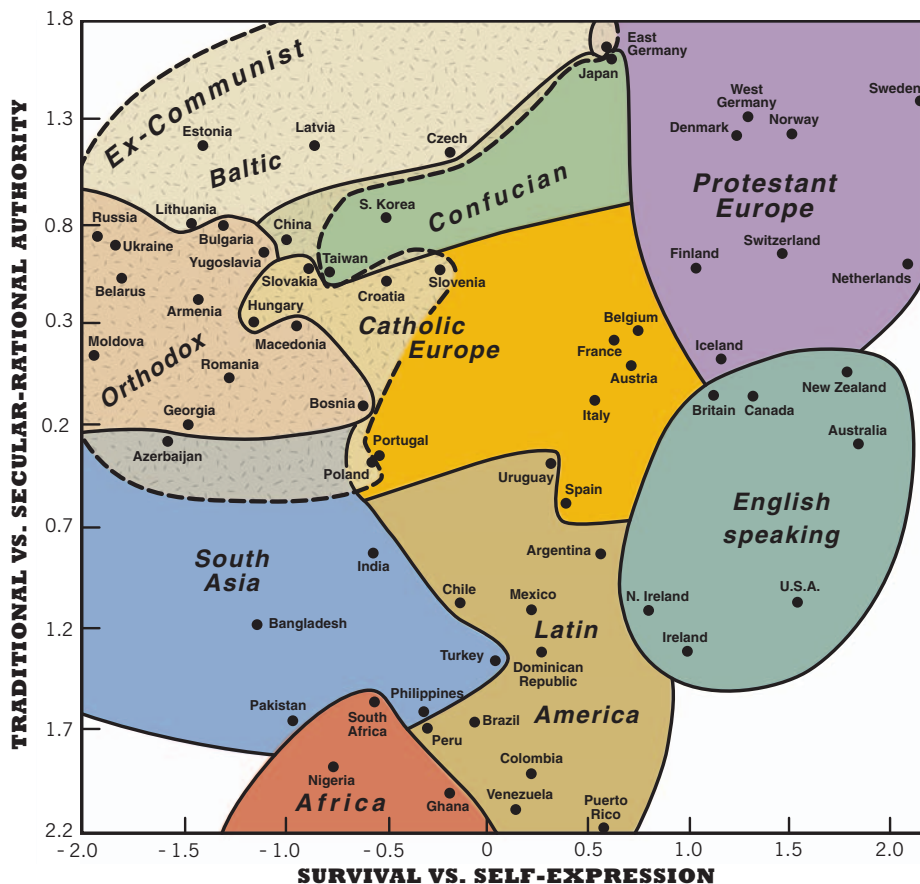 1.8
East
Germany
Japan
Ex-Communist
West
Germany
Sweden
1.3
Estonia
Latvia
Czech
Denmark
Norway
Baltic
Protestant
Europe
Confucian
S. Korea
Russia
Lithuania
China
0.8
Ukraine
Bulgaria
Yugoslavia
Taiwan
Finland
Switzerland
Slovakia
Slovenia
Netherlands
Belarus
Croatia
Armenia
Hungary
Belgium
0.3
Macedonia
Catholic
Europe
Moldova
France
Iceland
Romania
Austria
Orthodox
New Zealand
Bosnia
Italy
Britain
Canada
Georgia
0.2
Azerbaijan
Portugal
Australia
Poland
Uruguay
Spain
English
speaking
0.7
South
Asia
India
Argentina
Chile
Mexico
N. Ireland
U.S.A.
1.2
Bangladesh
Latin
Ireland
Turkey
Dominican
Republic
Philippines
Pakistan
South
Africa
Brazil
America
1.7
Peru
Colombia
Nigeria
Africa
Ghana
Venezuela
Puerto
Rico
2.2
-2.0
-1.5
-1.0
-0.5
0
0.5
1.0
1.5
2.0
TRADITIONAL VS. SECULAR-RATIONAL AUTHORITY
SURVIVAL VS. SELF-EXPRESSION